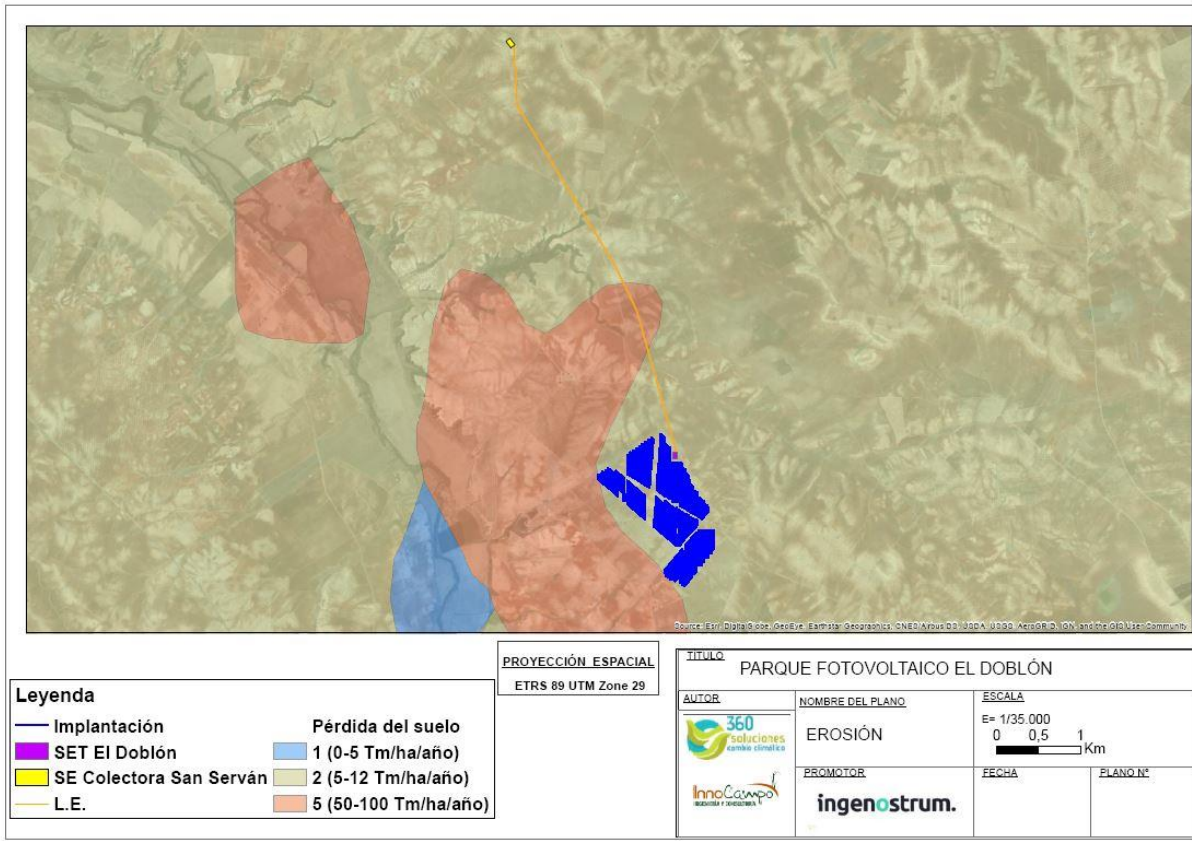 Source: Esri, DigitalGlobe, GeoEye, Earthstar Geographics, CNES/Airbus DS, USDA, USGS, AeroGRID, IGN, and the GIS User Community
PROYECCIÓN ESPACIAL
ETRS 89 UTM Zone 29
Leyenda
Implantación
SET El Doblón
SE Colectora San Serván
L.E.
Pérdida del suelo
1 (0-5 Tm/ha/año)
2 (5-12 Tm/ha/año)
5 (50-100 Tm/ha/año)
TITULO
PARQUE FOTOVOLTAICO EL DOBLÓN
AUTOR
360
soluciones
cambio climático
InnoCampo
INGENIERÍA Y CONSULTORÍA
NOMBRE DEL PLANO
EROSIÓN
ESCALA
E= 1/35.000
0 0,5 1
Km
PROMOTOR
ingenostrum.
FECHA
PLANO Nº